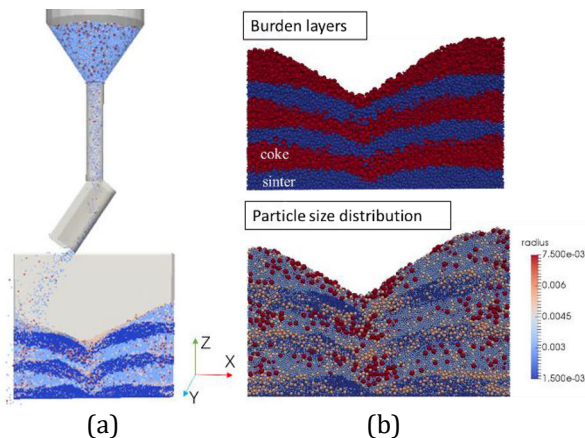 Burden layers
coke
sinter
Particle size distribution
radius
7.500e-03
0.006
0.0045
0.003
1.500e-03
Z
X
Y
(a)
(b)